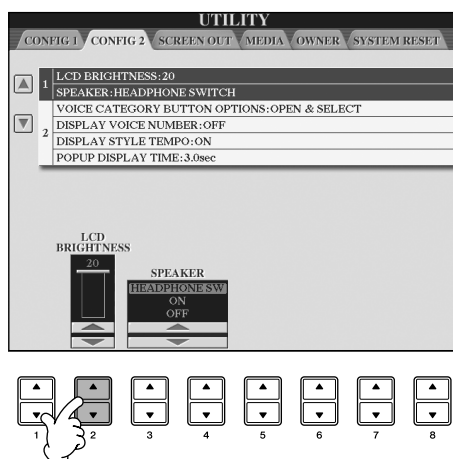 UTILITY
CONFIG 1 CONFIG 2 SCREEN OUT MEDIA OWNER SYSTEM RESET
1
LCD BRIGHTNESS:20
SPEAKER:HEADPHONE SWITCH
2
VOICE CATEGORY BUTTON OPTIONS:OPEN & SELECT
DISPLAY VOICE NUMBER:OFF
DISPLAY STYLE TEMPO:ON
POPUP DISPLAY TIME:3.0sec
LCD
BRIGHTNESS
20
SPEAKER
HEADPHONE SW
ON
OFF
1 2 3 4 5 6 7 8